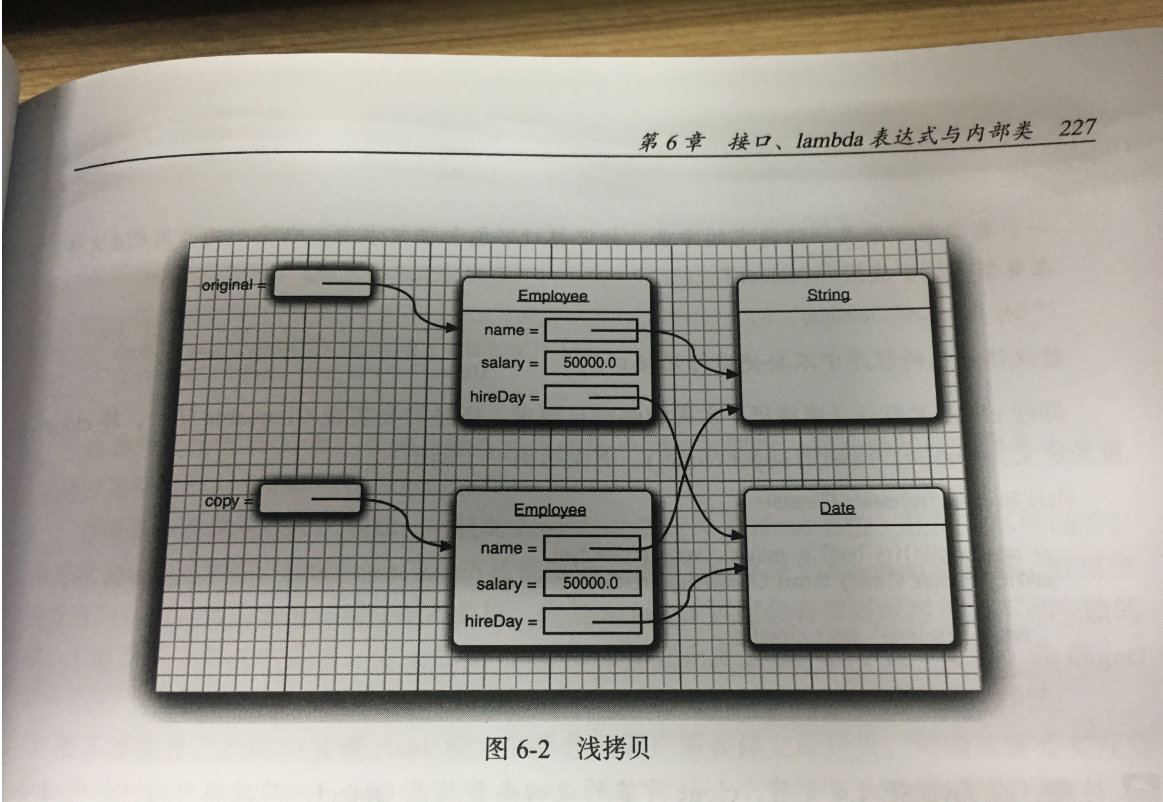 第6章 接口、lambda 表达式与内部类 227
original =
Employee
name =
salary = 50000.0
hireDay =
String
copy =
Employee
name =
salary = 50000.0
hireDay =
Date
图 6-2 浅拷贝